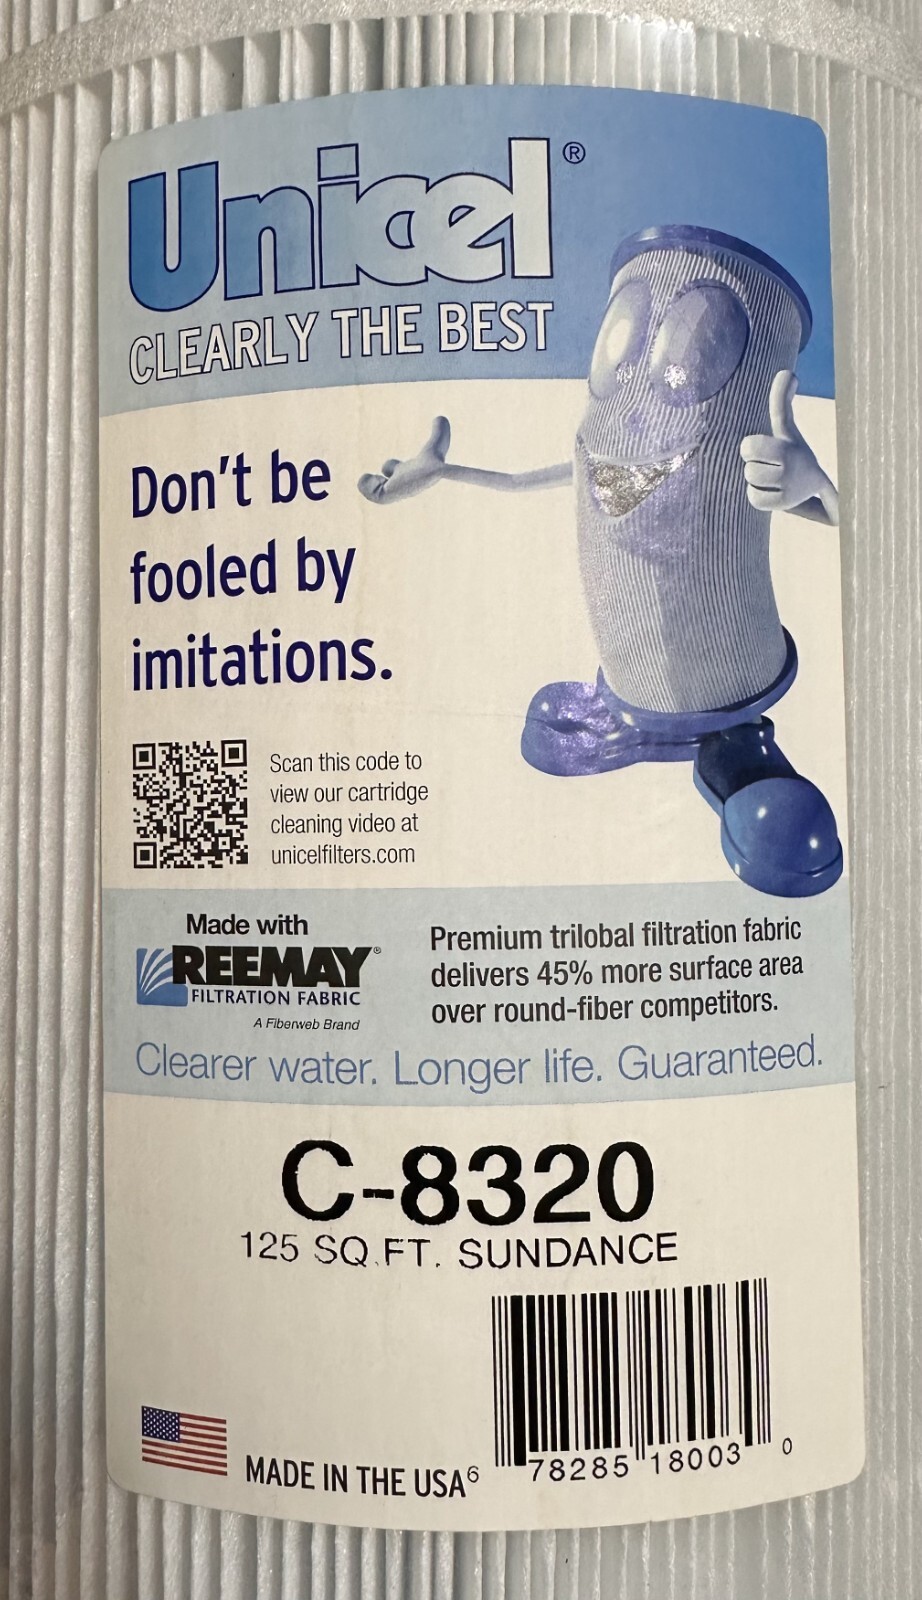 Unicel®
CLEARLY THE BEST
Don't be
fooled by
imitations.
Scan this code to
view our cartridge
cleaning video at
unicelfilters.com
Made with
REEMAY®
FILTRATION FABRIC
A Fiberweb Brand
Premium trilobal filtration fabric
delivers 45% more surface area
over round-fiber competitors.
Clearer water. Longer life. Guaranteed.
C-8320
125 SQ.FT. SUNDANCE
MADE IN THE USA6
78285 18003 0